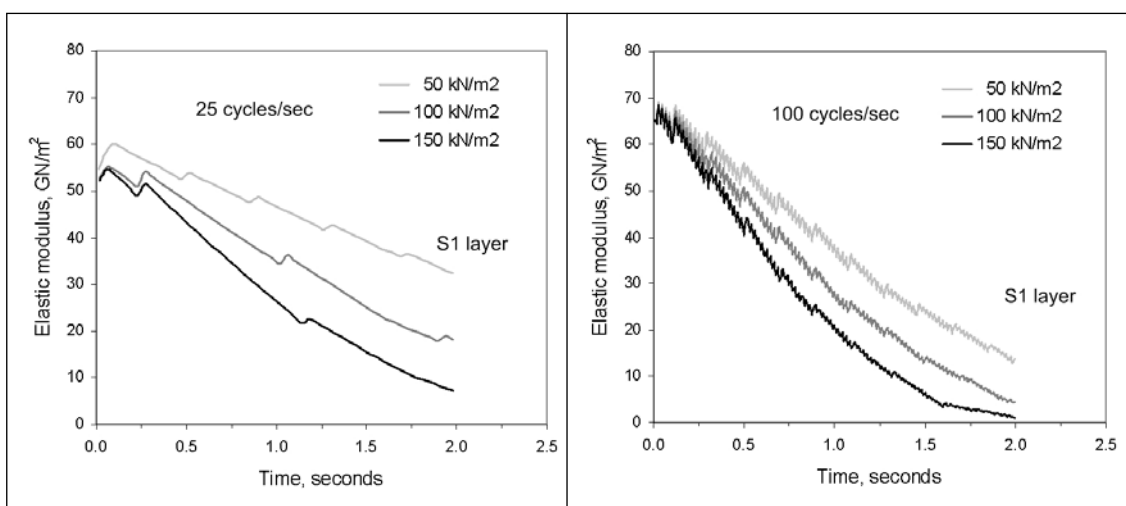 80
70
60
50
40
30
20
10
0
Elastic modulus, GN/m²
25 cycles/sec
50 kN/m2
100 kN/m2
150 kN/m2
S1 layer
0.0 0.5 1.0 1.5 2.0 2.5
Time, seconds
80
70
60
50
40
30
20
10
0
Elastic modulus, GN/m²
100 cycles/sec
50 kN/m2
100 kN/m2
150 kN/m2
S1 layer
0.0 0.5 1.0 1.5 2.0 2.5
Time, seconds